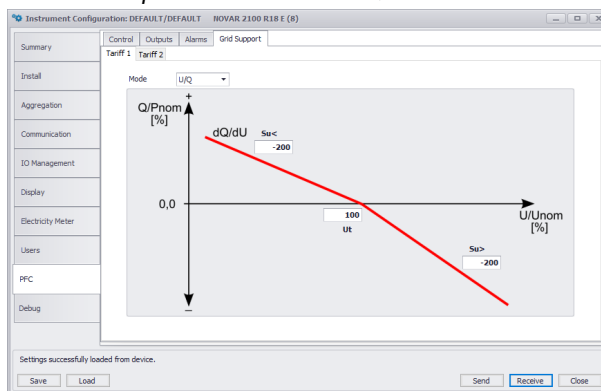 Instrument Configuration: DEFAULT/DEFAULT NOVAR 2100 R18 E (8)
Summary
Install
Aggregation
Communication
IO Management
Display
Electricity Meter
Users
PFC
Debug
Control Outputs Alarms Grid Support
Tariff 1 Tariff 2
Mode U/Q
+
Q/Pnom
[%]
dQ/dU
Su<
-200
0,0
100
Ut
U/Unom
[%]
Su>
-200
–
Settings successfully loaded from device.
Save Load Send Receive Close